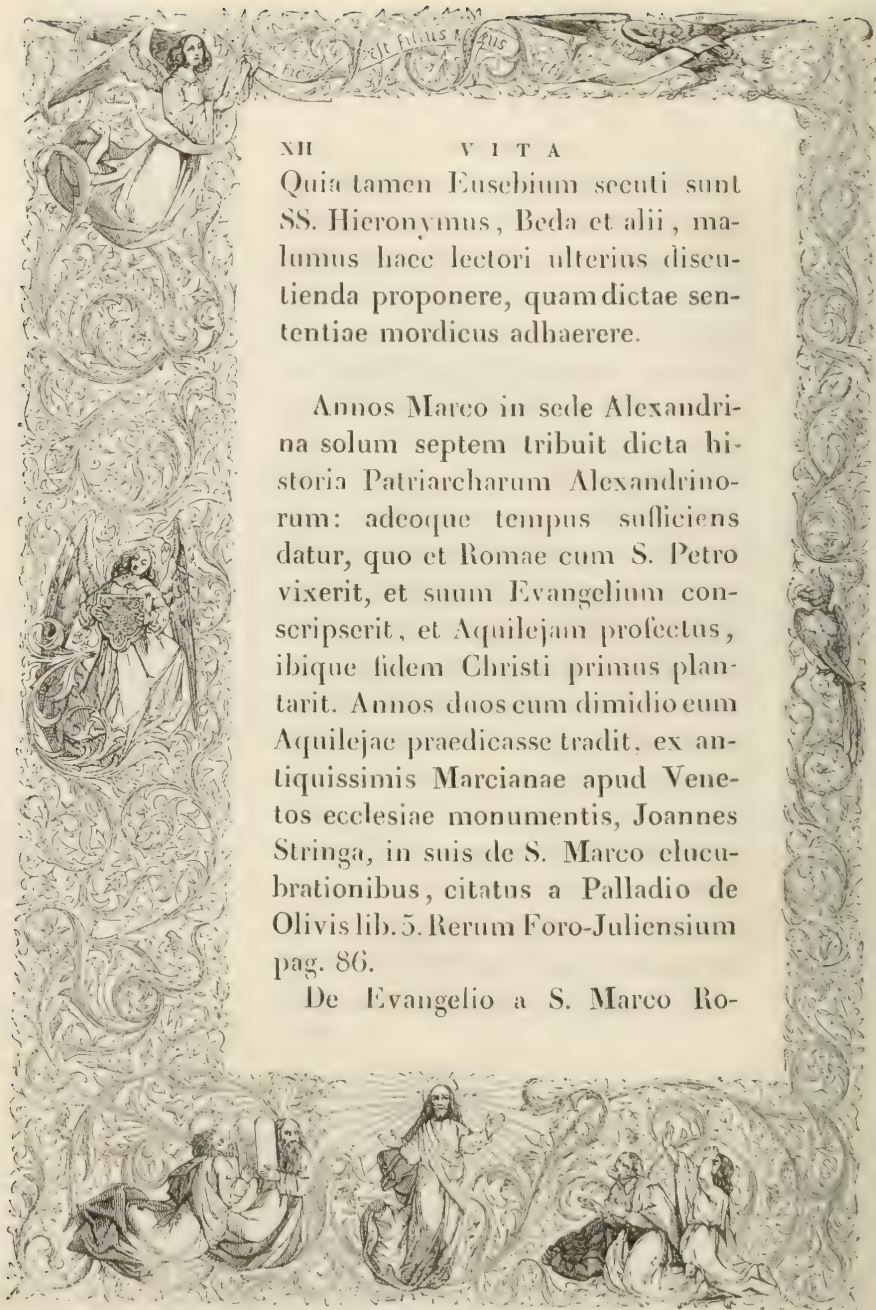 est filius meus
XII VITA
Quia tamen Eusebium secuti sunt
SS. Hieronymus, Beda et alii, ma-
lumus haec lectori ulterius discu-
tienda proponere, quam dictae sen-
tentiae mordicus adhaerere.
Annos Marco in sede Alexandri-
na solum septem tribuit dicta hi-
storia Patriarcharum Alexandrino-
rum: adeoque tempus sufficiens
datur, quo et Romae cum S. Petro
vixerit, et suum Evangelium con-
scripserit, et Aquilejam profectus,
ibique fidem Christi primus plan-
tarit. Annos duos cum dimidio eum
Aquilejae praedicasse tradit, ex an-
tiquissimis Marcianae apud Vene-
tos ecclesiae monumentis, Joannes
Stringa, in suis de S. Marco elucu-
brationibus, citatus a Palladio de
Olivis lib. 5. Rerum Foro-Juliensium
pag. 86.
De Evangelio a S. Marco Ro-